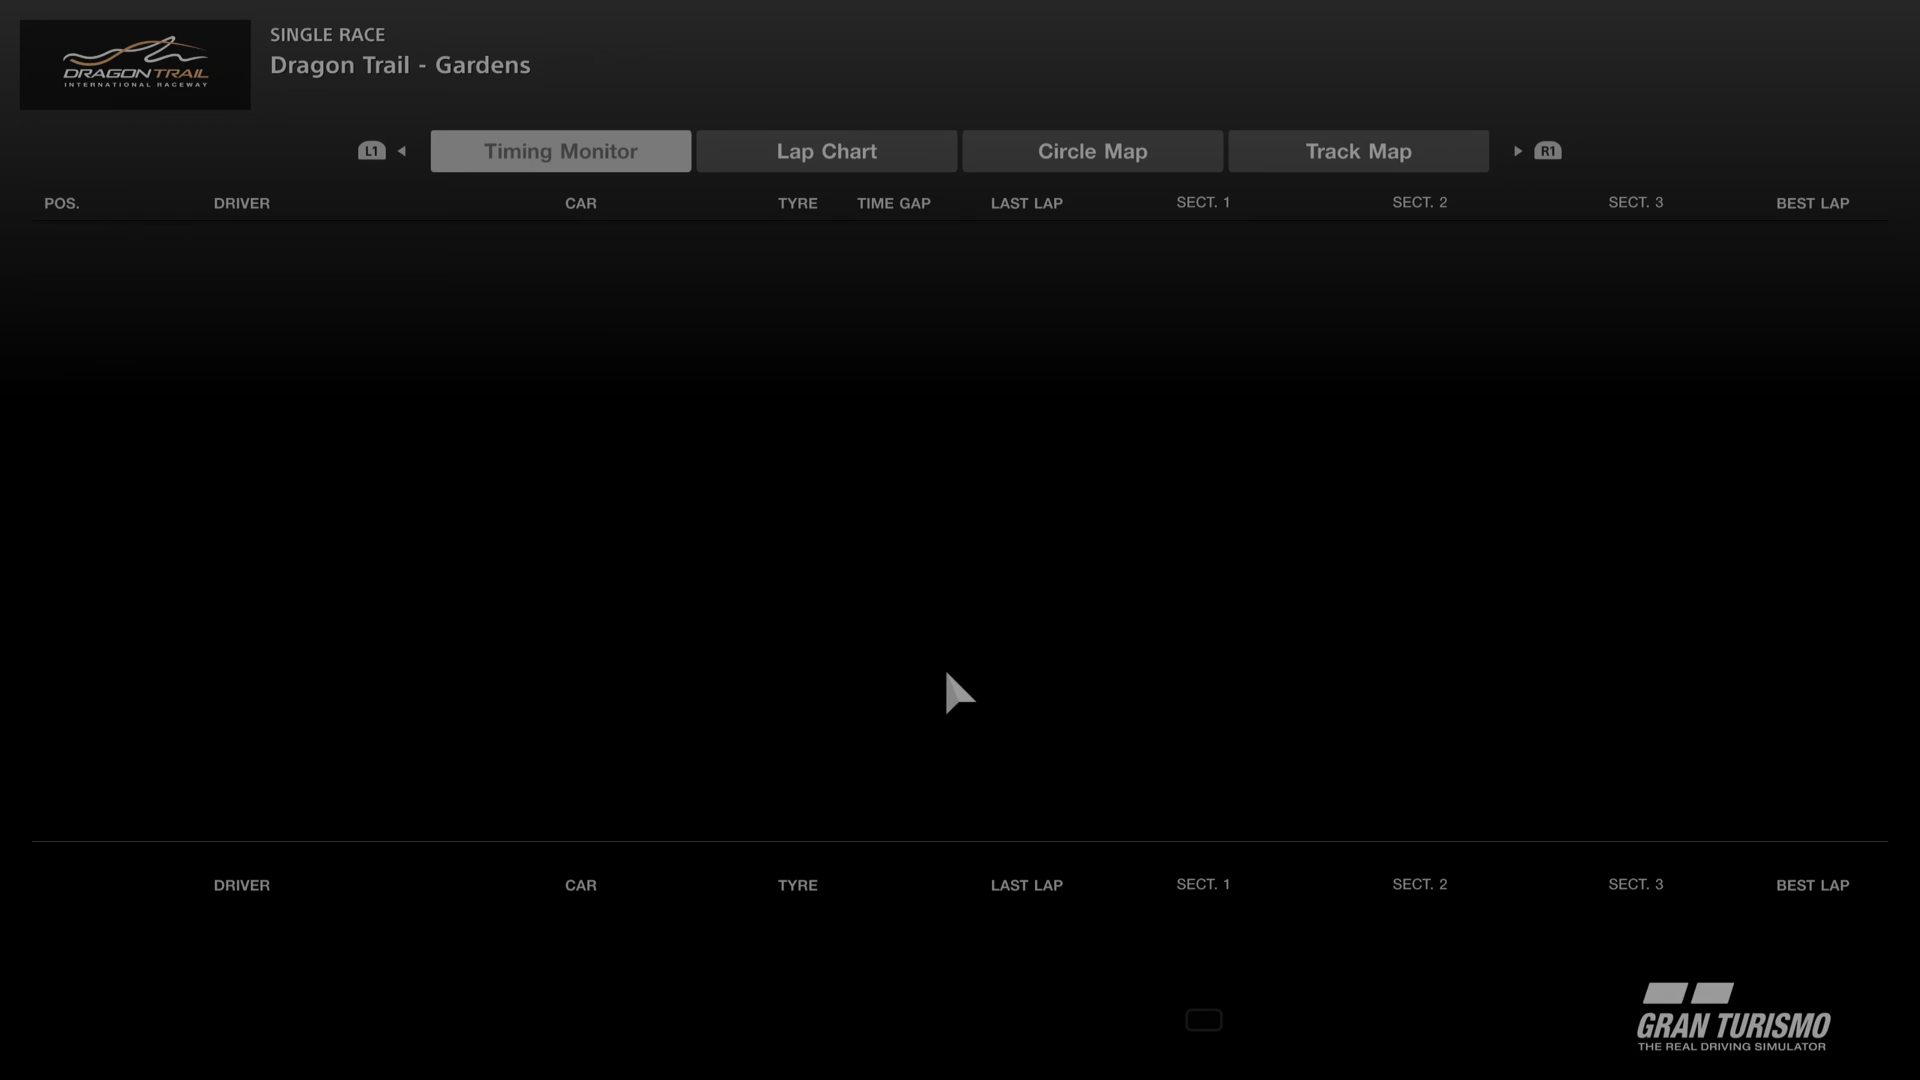 DRAGONTRAIL
INTERNATIONAL RACEWAY
SINGLE RACE
Dragon Trail - Gardens
L1 Timing Monitor Lap Chart Circle Map Track Map R1
POS. DRIVER CAR TYRE TIME GAP LAST LAP SECT. 1 SECT. 2 SECT. 3 BEST LAP
DRIVER CAR TYRE LAST LAP SECT. 1 SECT. 2 SECT. 3 BEST LAP
GRAN TURISMO
THE REAL DRIVING SIMULATOR